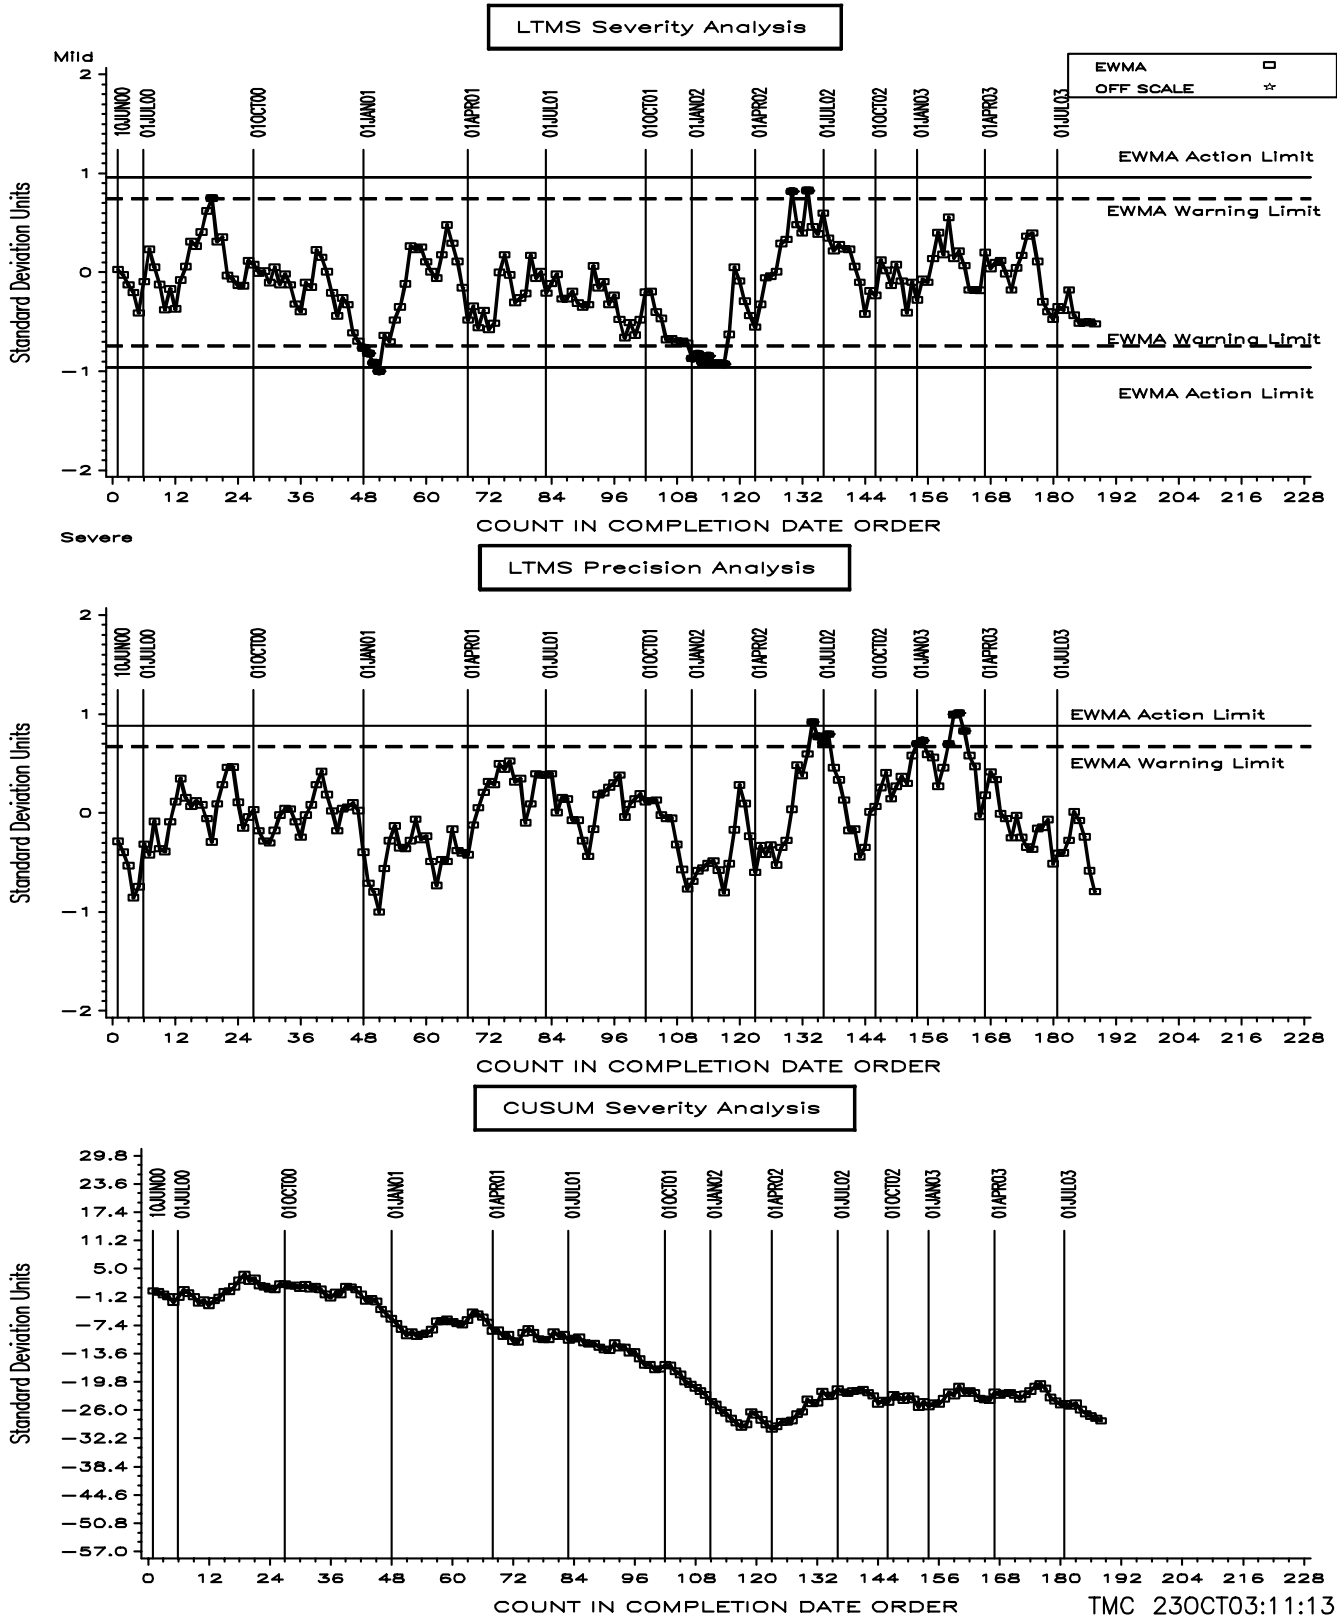 LTMS Severity Analysis
Mild
EWMA
OFF SCALE
10JUN00 01JUL00 01OCT00 01JAN01 01APR01 01JUL01 01OCT01 01JAN02 01APR02 01JUL02 01OCT02 01JAN03 01APR03 01JUL03
Standard Deviation Units
2
1
0
-1
-2
EWMA Action Limit
EWMA Warning Limit
EWMA Warning Limit
EWMA Action Limit
0 12 24 36 48 60 72 84 96 108 120 132 144 156 168 180 192 204 216 228
COUNT IN COMPLETION DATE ORDER
Severe
LTMS Precision Analysis
10JUN00 01JUL00 01OCT00 01JAN01 01APR01 01JUL01 01OCT01 01JAN02 01APR02 01JUL02 01OCT02 01JAN03 01APR03 01JUL03
Standard Deviation Units
2
1
0
-1
-2
EWMA Action Limit
EWMA Warning Limit
0 12 24 36 48 60 72 84 96 108 120 132 144 156 168 180 192 204 216 228
COUNT IN COMPLETION DATE ORDER
CUSUM Severity Analysis
10JUN00 01JUL00 01OCT00 01JAN01 01APR01 01JUL01 01OCT01 01JAN02 01APR02 01JUL02 01OCT02 01JAN03 01APR03 01JUL03
Standard Deviation Units
29.8
23.6
17.4
11.2
5.0
-1.2
-7.4
-13.6
-19.8
-26.0
-32.2
-38.4
-44.6
-50.8
-57.0
0 12 24 36 48 60 72 84 96 108 120 132 144 156 168 180 192 204 216 228
COUNT IN COMPLETION DATE ORDER
TMC 23OCT03:11:13